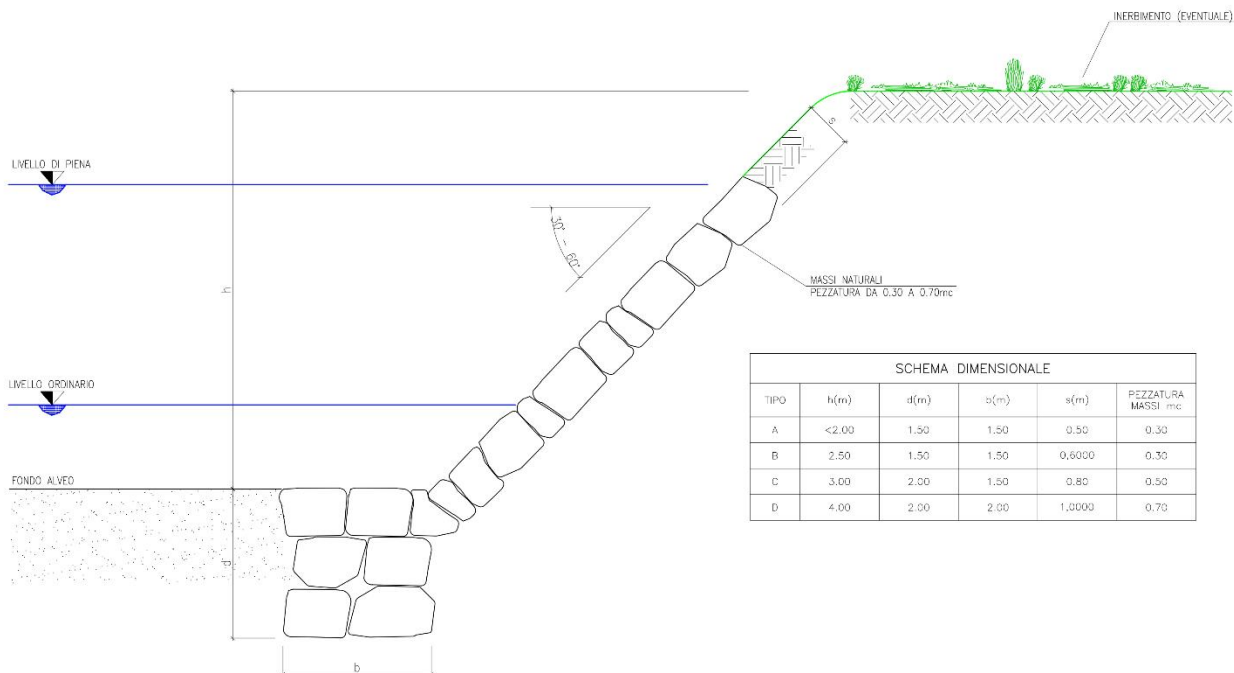 INERBIMENTO (EVENTUALE)
s
LIVELLO DI PIENA
30° - 60°
h
MASSI NATURALI
PEZZATURA DA 0.30 A 0.70mc
LIVELLO ORDINARIO
FONDO ALVEO
d
b
SCHEMA DIMENSIONALE
TIPO h(m) d(m) b(m) s(m) PEZZATURA MASSI mc
A <2.00 1.50 1.50 0.50 0.30
B 2.50 1.50 1.50 0,6000 0.30
C 3.00 2.00 1.50 0.80 0.50
D 4.00 2.00 2.00 1,0000 0.70